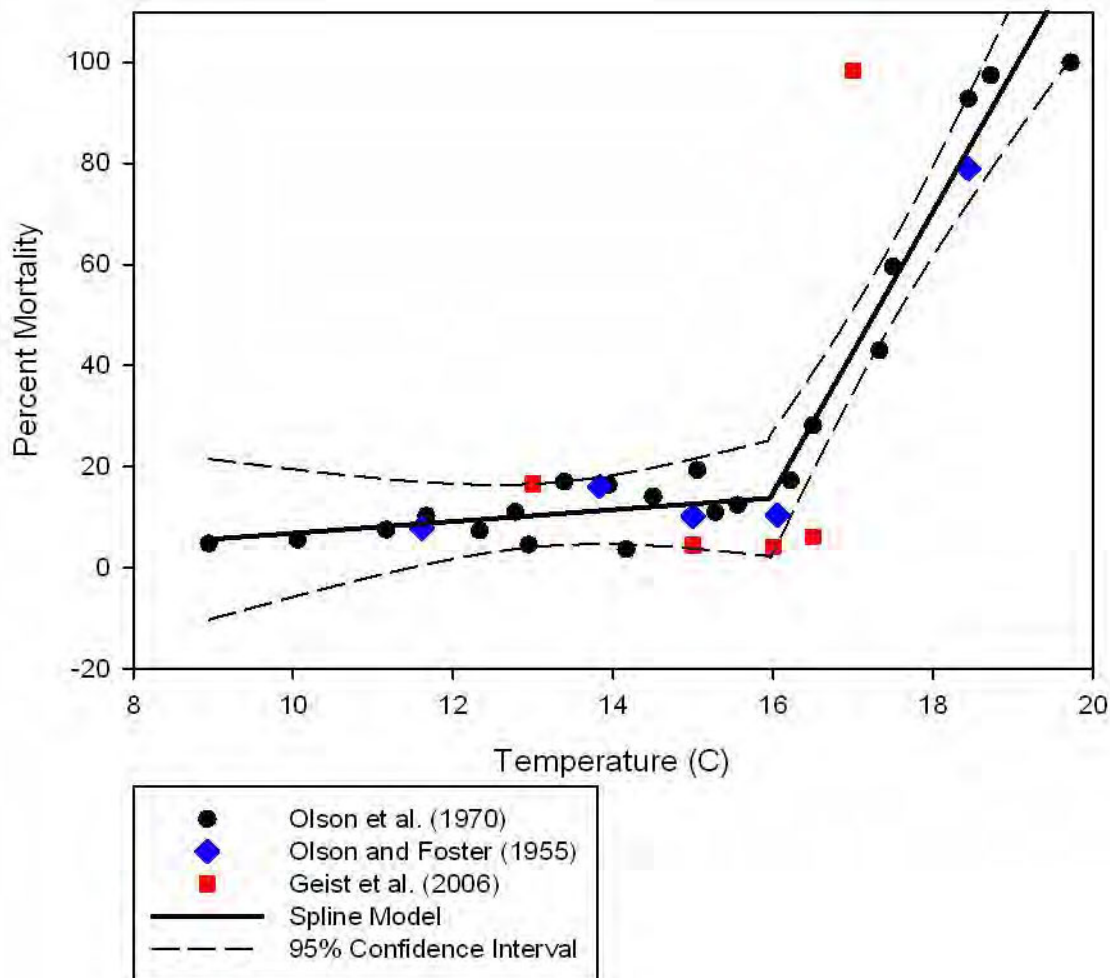 100
80
60
40
20
0
-20
Percent Mortality
8 10 12 14 16 18 20
Temperature (C)
Olson et al. (1970)
Olson and Foster (1955)
Geist et al. (2006)
Spline Model
95% Confidence Interval